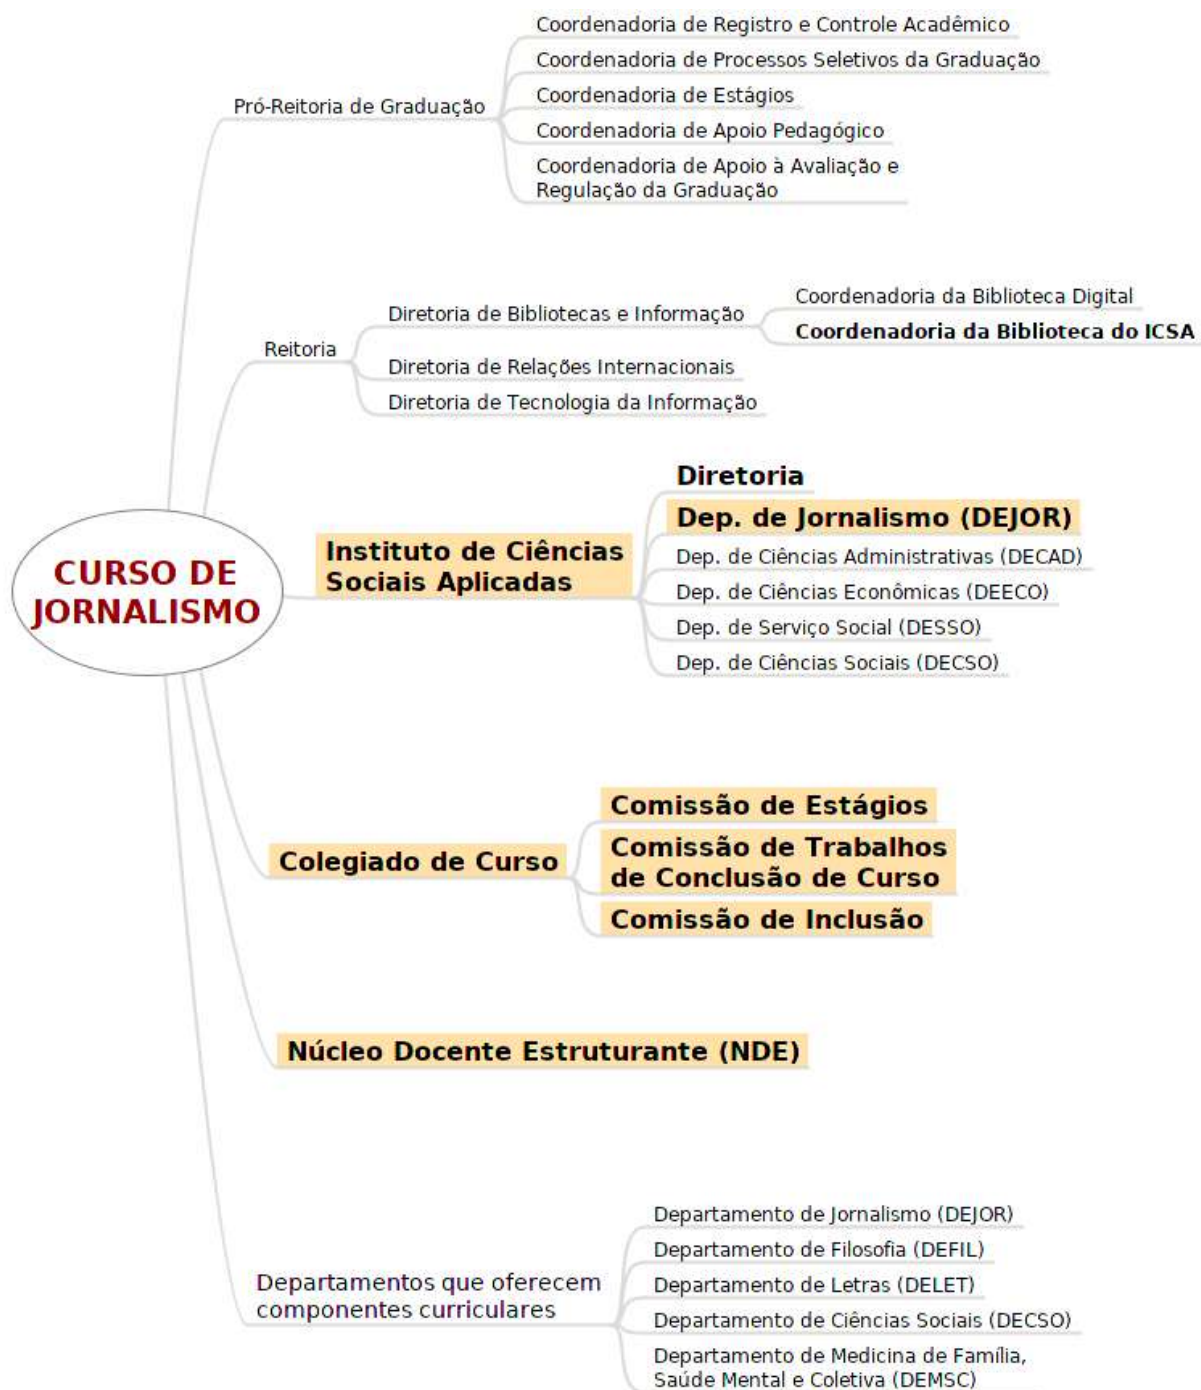 Coordenadoria de Registro e Controle Acadêmico
Coordenadoria de Processos Seletivos da Graduação
Pró-Reitoria de Graduação
Coordenadoria de Estágios
Coordenadoria de Apoio Pedagógico
Coordenadoria de Apoio à Avaliação e
Regulação da Graduação
Coordenadoria da Biblioteca Digital
Diretoria de Bibliotecas e Informação
Coordenadoria da Biblioteca do ICSA
Reitoria
Diretoria de Relações Internacionais
Diretoria de Tecnologia da Informação
Diretoria
Dep. de Jornalismo (DEJOR)
Instituto de Ciências
Sociais Aplicadas
Dep. de Ciências Administrativas (DECAD)
Dep. de Ciências Econômicas (DEECO)
Dep. de Serviço Social (DESSO)
Dep. de Ciências Sociais (DECSO)
CURSO DE
JORNALISMO
Comissão de Estágios
Colegiado de Curso
Comissão de Trabalhos
de Conclusão de Curso
Comissão de Inclusão
Núcleo Docente Estruturante (NDE)
Departamentos que oferecem
componentes curriculares
Departamento de Jornalismo (DEJOR)
Departamento de Filosofia (DEFIL)
Departamento de Letras (DELET)
Departamento de Ciências Sociais (DECSO)
Departamento de Medicina de Família,
Saúde Mental e Coletiva (DEMSC)